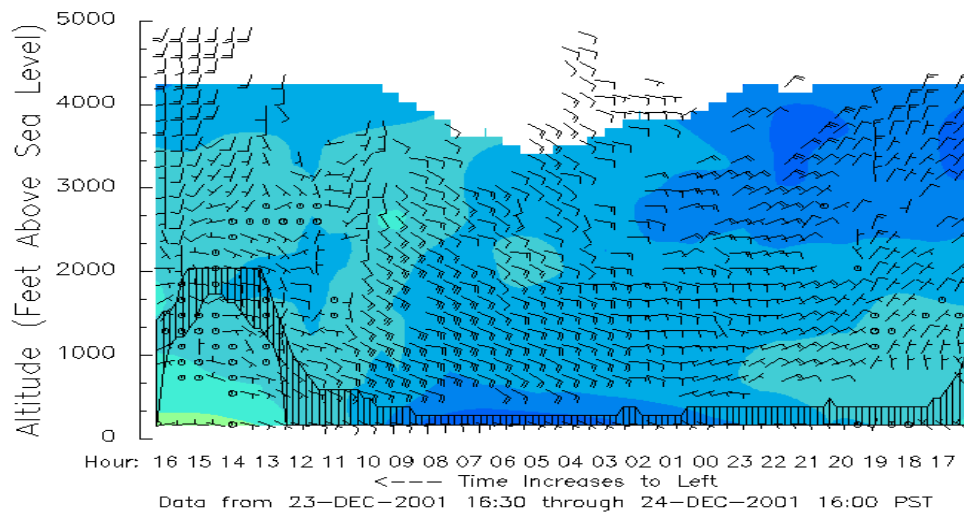 Altitude (Feet Above Sea Level)
5000
4000
3000
2000
1000
0
Hour: 16 15 14 13 12 11 10 09 08 07 06 05 04 03 02 01 00 23 22 21 20 19 18 17
<--- Time Increases to Left
Data from 23-DEC-2001 16:30 through 24-DEC-2001 16:00 PST